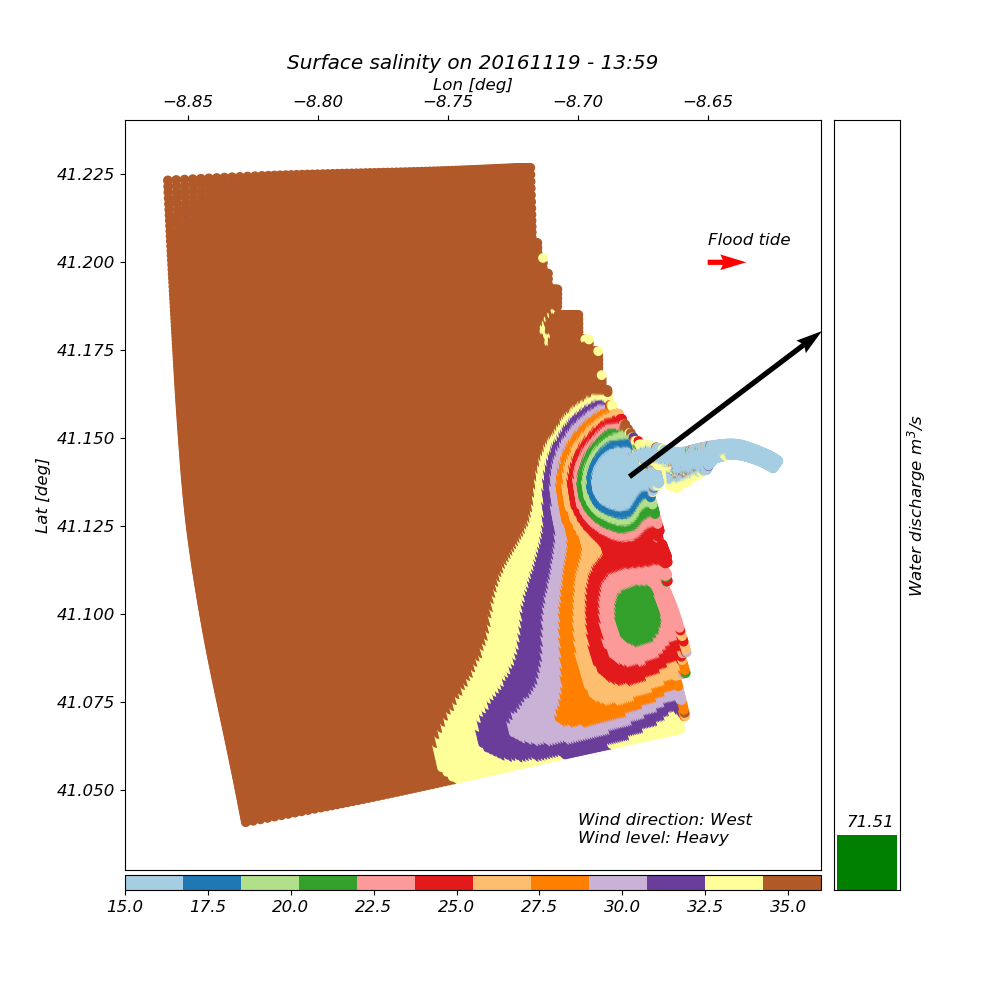 Surface salinity on 20161119 - 13:59
Lon [deg]
−8.85 −8.80 −8.75 −8.70 −8.65
41.225
41.200
41.175
41.150
41.125
41.100
41.075
41.050
Lat [deg]
Flood tide
Wind direction: West
Wind level: Heavy
Water discharge m³/s
71.51
15.0 17.5 20.0 22.5 25.0 27.5 30.0 32.5 35.0